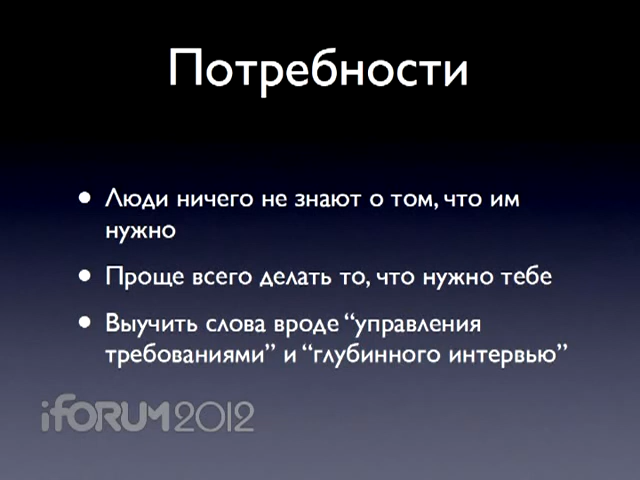 Потребности
• Люди ничего не знают о том, что им
нужно
• Проще всего делать то, что нужно тебе
• Выучить слова вроде “управления
требованиями” и “глубинного интервью”
iFORUM2012